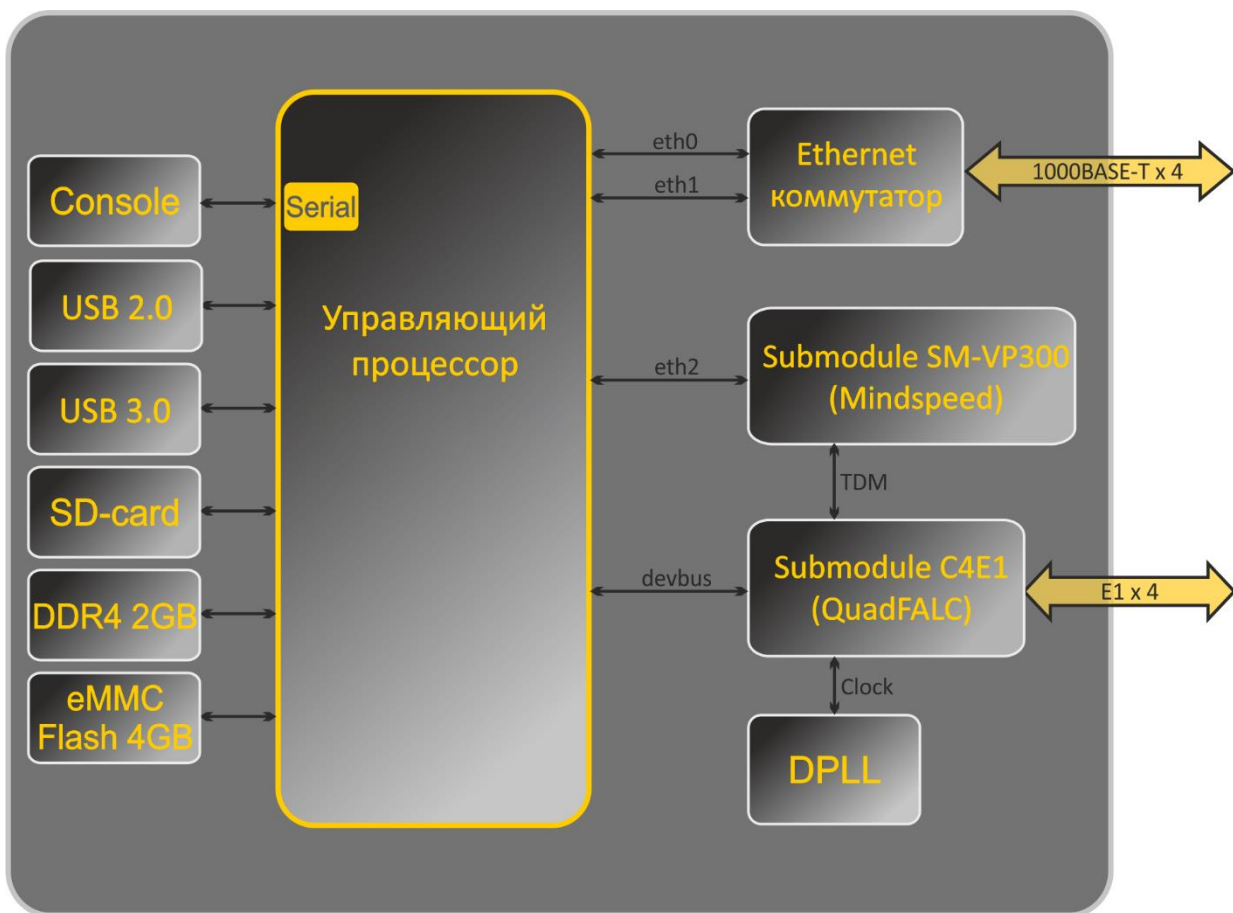 Console
USB 2.0
USB 3.0
SD-card
DDR4 2GB
eMMC
Flash 4GB
Serial
Управляющий
процессор
eth0
eth1
eth2
devbus
Ethernet
коммутатор
1000BASE-T x 4
Submodule SM-VP300
(Mindspeed)
TDM
Submodule C4E1
(QuadFALC)
E1 x 4
Clock
DPLL